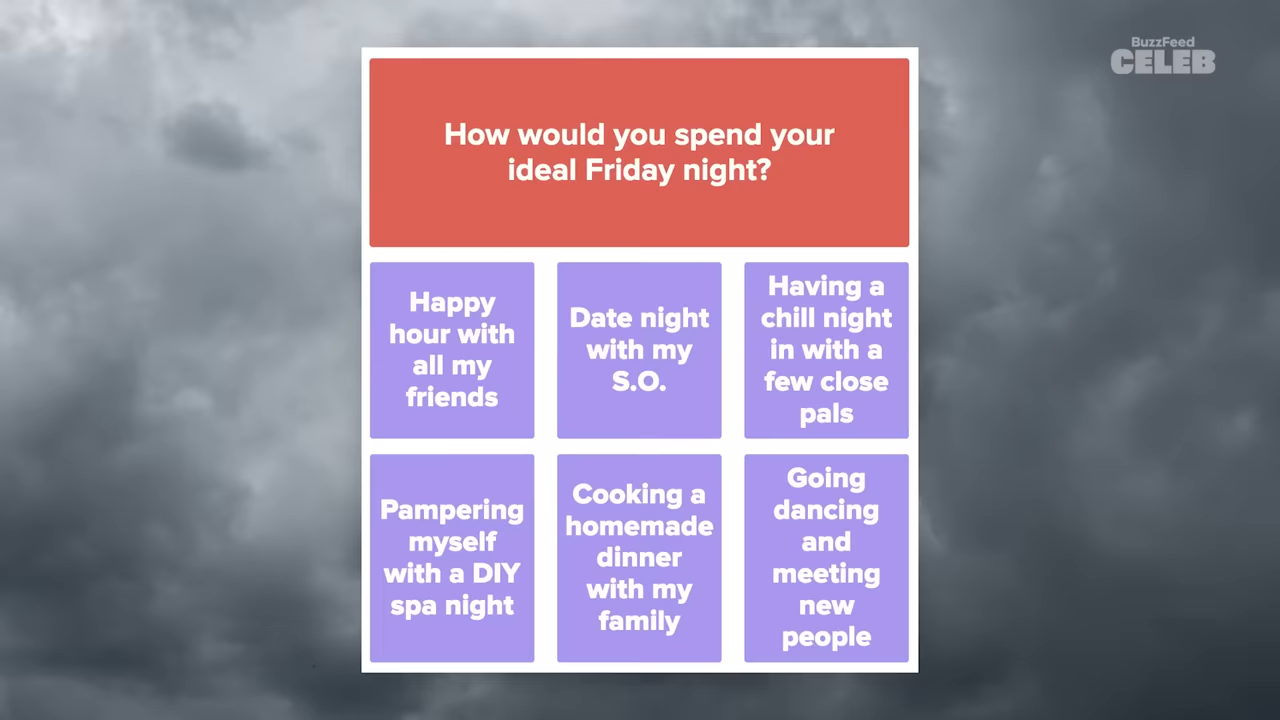 BuzzFeed
CELEB
How would you spend your
ideal Friday night?
Happy
hour with
all my
friends
Date night
with my
S.O.
Having a
chill night
in with a
few close
pals
Pampering
myself
with a DIY
spa night
Cooking a
homemade
dinner
with my
family
Going
dancing
and
meeting
new
people